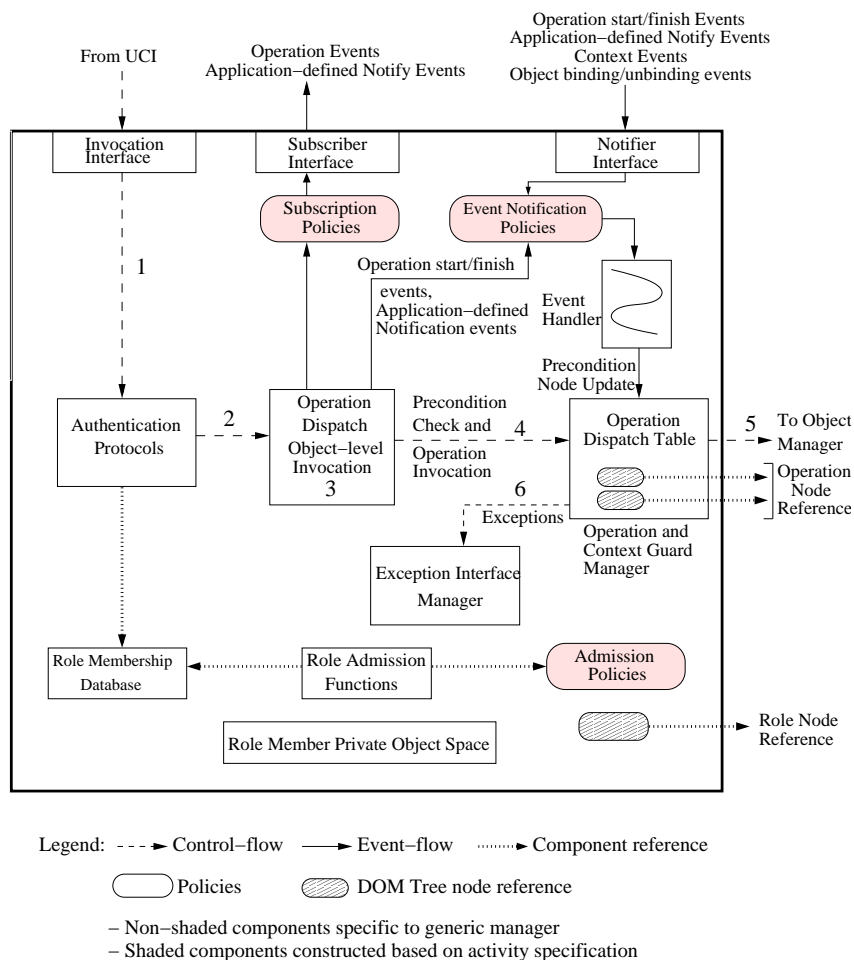 Operation start/finish Events
Application−defined Notify Events
Context Events
Object binding/unbinding events
Operation Events
Application−defined Notify Events
From UCI
Invocation
Interface
Subscriber
Interface
Notifier
Interface
Subscription
Policies
Event Notification
Policies
1
Operation start/finish
events,
Application−defined
Notification events
Event
Handler
Precondition
Node Update
Authentication
Protocols
2
Operation
Dispatch
Object−level
Invocation
3
Precondition
Check and
Operation
Invocation
4
Operation
Dispatch Table
5
To Object
Manager
Operation
Node
Reference
6
Exceptions
Operation and
Context Guard
Manager
Exception Interface
Manager
Role Membership
Database
Role Admission
Functions
Admission
Policies
Role Member Private Object Space
Role Node
Reference
Legend:
Control−flow
Event−flow
Component reference
Policies
DOM Tree node reference
− Non−shaded components specific to generic manager
− Shaded components constructed based on activity specification